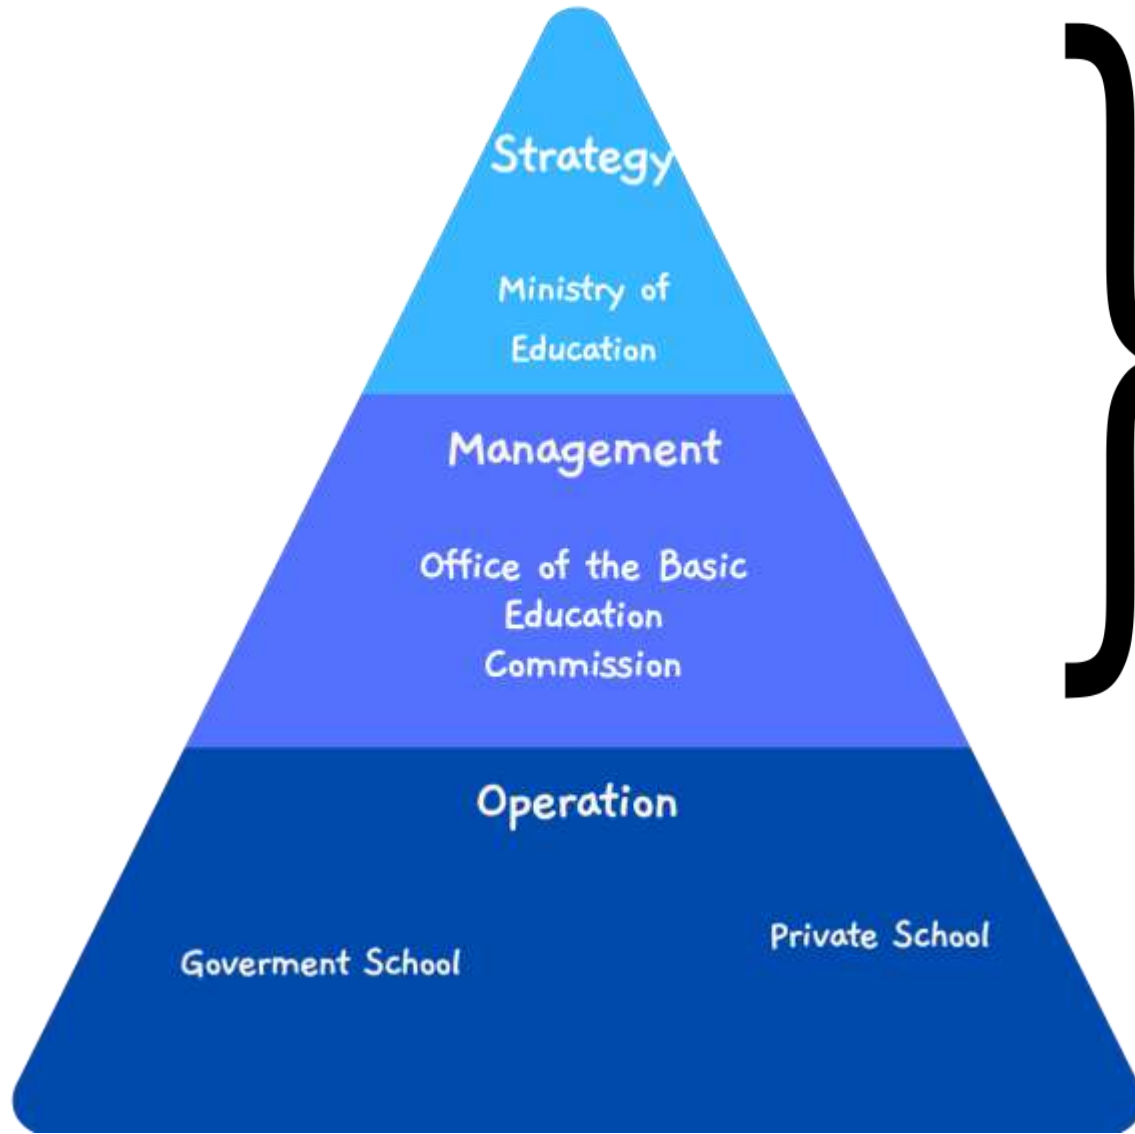 Strategy
Ministry of
Education
Management
Office of the Basic
Education
Commission
Operation
Goverment School
Private School